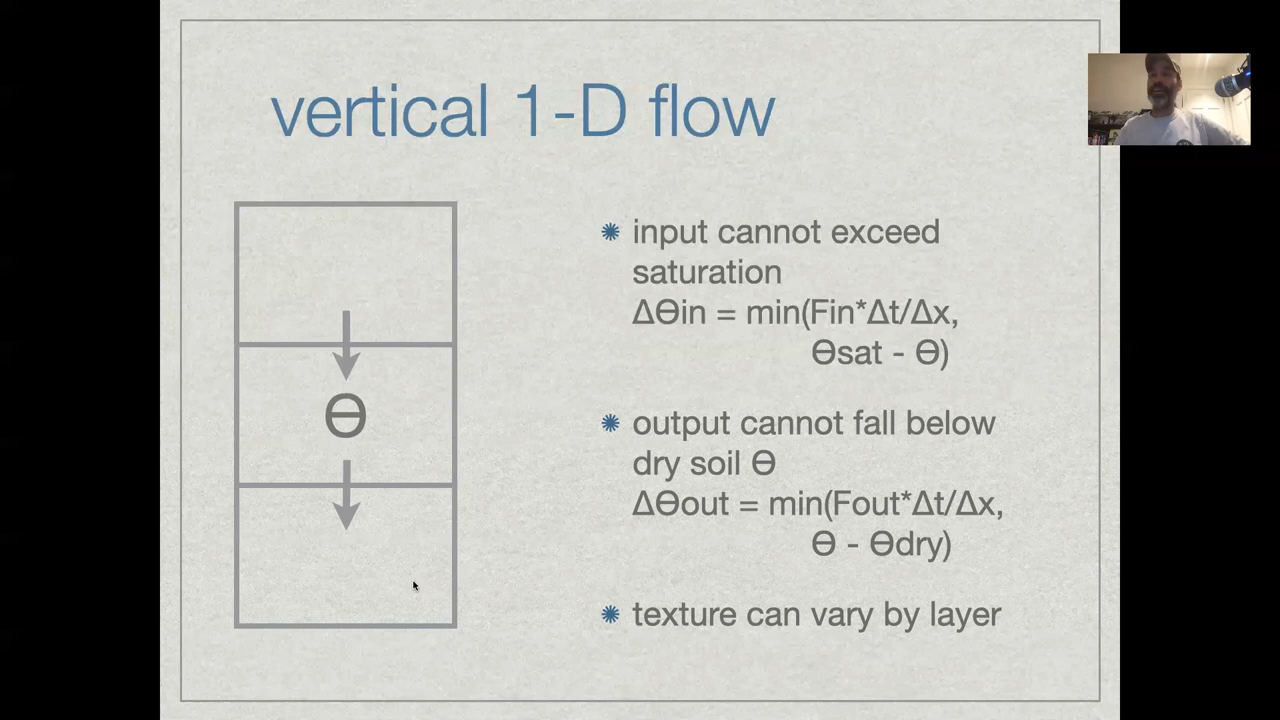 vertical 1-D flow
ϴ
input cannot exceed
saturation
Δϴin = min(Fin*Δt/Δx,
ϴsat - ϴ)
output cannot fall below
dry soil ϴ
Δϴout = min(Fout*Δt/Δx,
ϴ - ϴdry)
texture can vary by layer